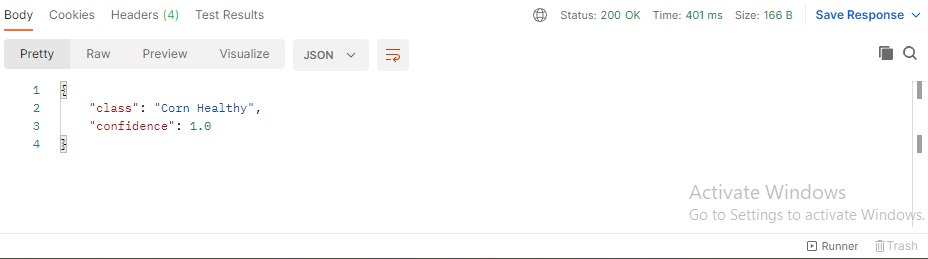 Body Cookies Headers (4) Test Results Status: 200 OK Time: 401 ms Size: 166 B Save Response
Pretty Raw Preview Visualize JSON
1 {
2 "class": "Corn Healthy",
3 "confidence": 1.0
4 }
Activate Windows
Go to Settings to activate Windows.
Runner Trash